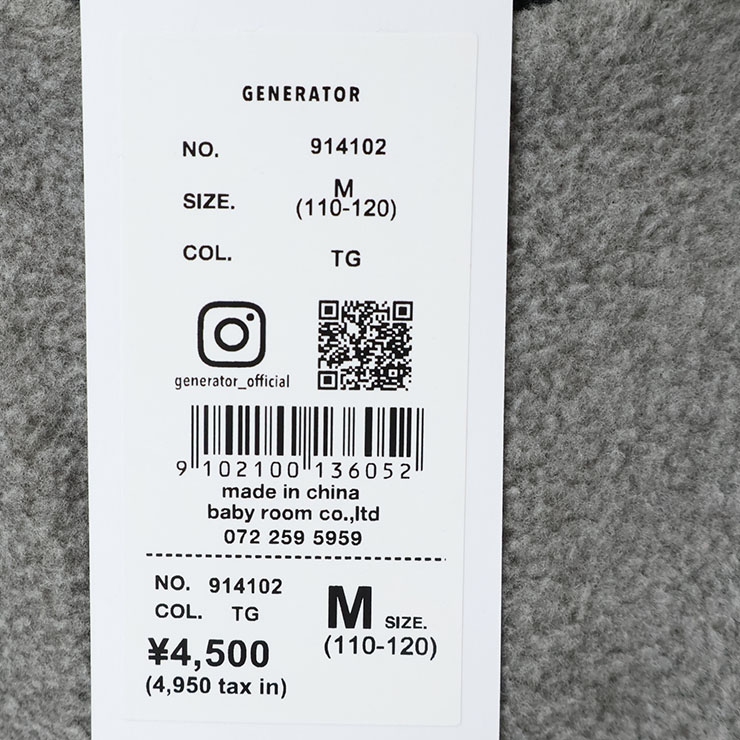 GENERATOR
NO. 914102
SIZE. M
(110-120)
COL. TG
generator_official
9 102100 136052
made in china
baby room co.,ltd
072 259 5959
NO. 914102
COL. TG
M SIZE.
(110-120)
¥4,500
(4,950 tax in)